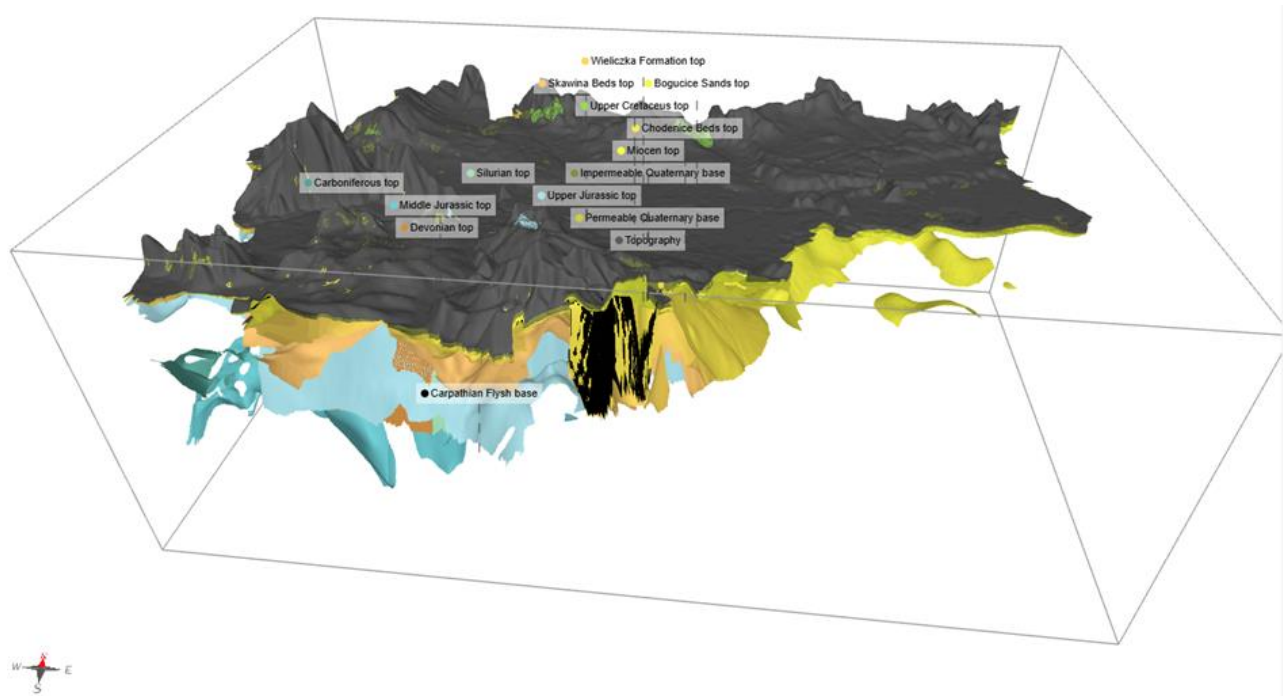 Wieliczka Formation top
Skawina Beds top
Bogucice Sands top
Upper Cretaceus top
Chodenice Beds top
Miocen top
Silurian top
Impermeable Quaternary base
Carboniferous top
Upper Jurassic top
Middle Jurassic top
Permeable Quaternary base
Devonian top
Topography
Carpathian Flysh base
W
E
S